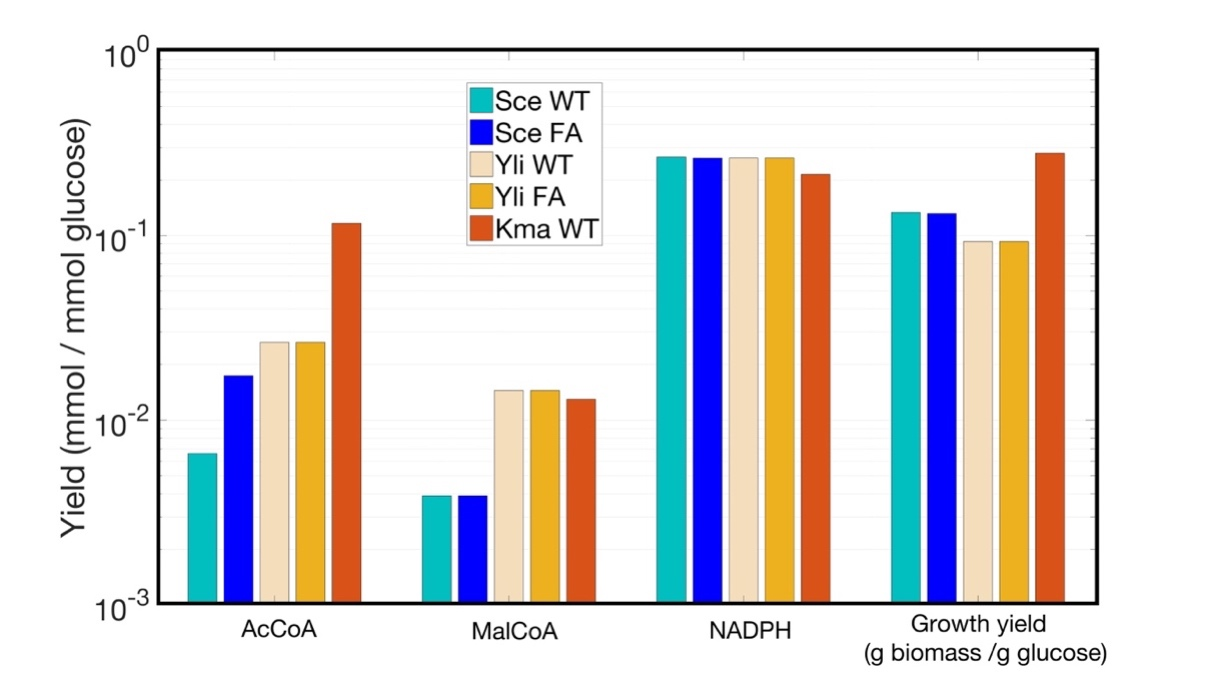 10^0
10^-1
10^-2
10^-3
Yield (mmol / mmol glucose)
Sce WT
Sce FA
Yli WT
Yli FA
Kma WT
AcCoA
MalCoA
NADPH
Growth yield
(g biomass /g glucose)